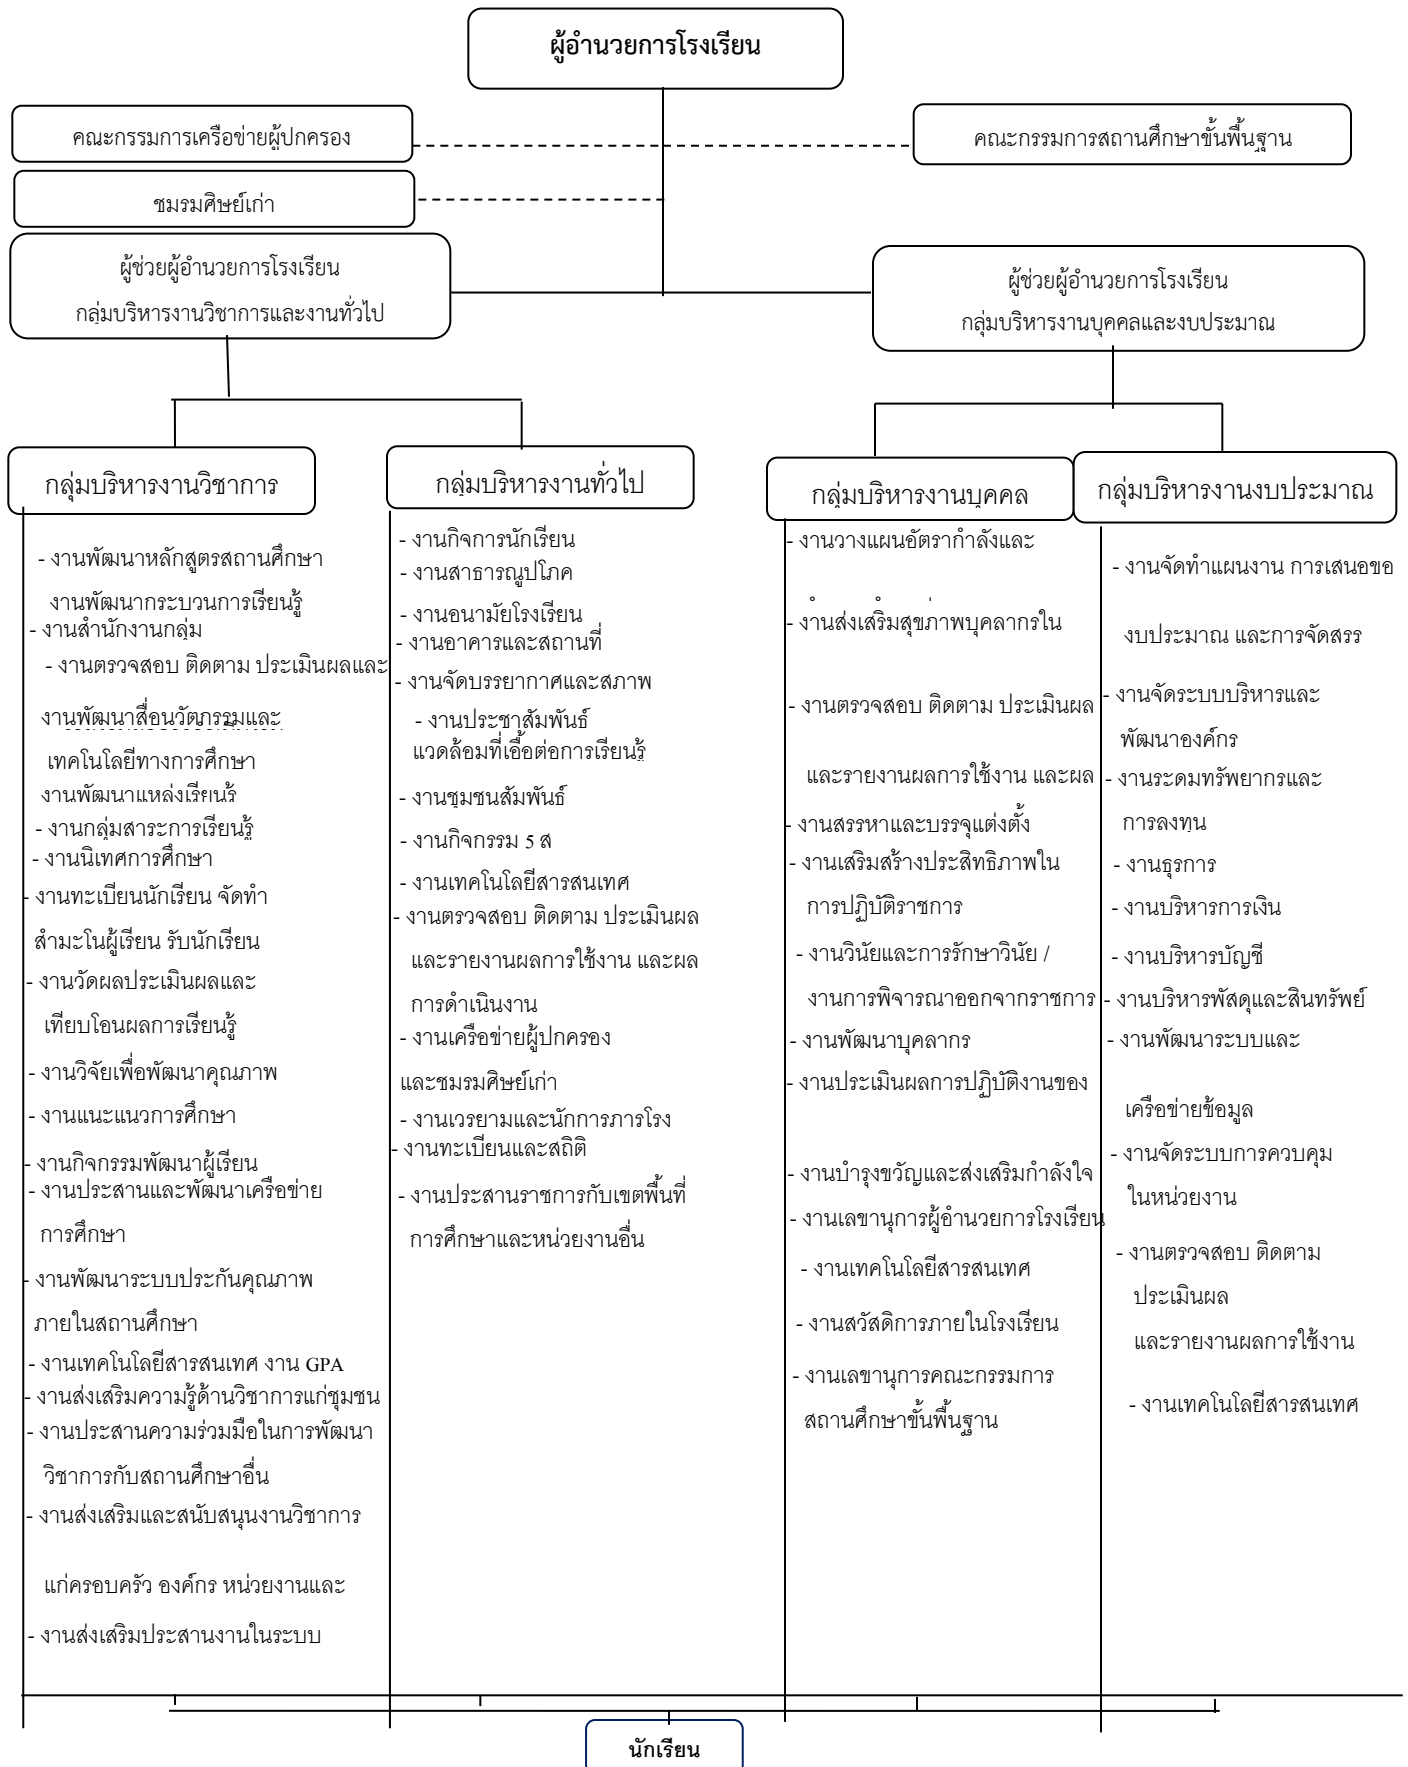 ผู้อำนวยการโรงเรียน
คณะกรรมการเครือข่ายผู้ปกครอง
คณะกรรมการสถานศึกษาขั้นพื้นฐาน
ชมรมศิษย์เก่า
ผู้ช่วยผู้อำนวยการโรงเรียน
กลุ่มบริหารงานวิชาการและงานทั่วไป
ผู้ช่วยผู้อำนวยการโรงเรียน
กลุ่มบริหารงานบุคคลและงบประมาณ
กลุ่มบริหารงานวิชาการ
- งานพัฒนาหลักสูตรสถานศึกษา
งานพัฒนากระบวนการเรียนรู้
- งานสำนักงานกลุ่ม
- งานตรวจสอบ ติดตาม ประเมินผลและ
งานพัฒนาสื่อนวัตกรรมและ
เทคโนโลยีทางการศึกษา
งานพัฒนาแหล่งเรียนรู้
- งานกลุ่มสาระการเรียนรู้
- งานนิเทศการศึกษา
- งานทะเบียนนักเรียน จัดทำ
สำมะโนผู้เรียน รับนักเรียน
- งานวัดผลประเมินผลและ
เทียบโอนผลการเรียนรู้
- งานวิจัยเพื่อพัฒนาคุณภาพ
- งานแนะแนวการศึกษา
- งานกิจกรรมพัฒนาผู้เรียน
- งานประสานและพัฒนาเครือข่าย
การศึกษา
- งานพัฒนาระบบประกันคุณภาพ
ภายในสถานศึกษา
- งานเทคโนโลยีสารสนเทศ งาน GPA
- งานส่งเสริมความรู้ด้านวิชาการแก่ชุมชน
- งานประสานความร่วมมือในการพัฒนา
วิชาการกับสถานศึกษาอื่น
- งานส่งเสริมและสนับสนุนงานวิชาการ
แก่ครอบครัว องค์กร หน่วยงานและ
- งานส่งเสริมประสานงานในระบบ
กลุ่มบริหารงานทั่วไป
- งานกิจการนักเรียน
- งานสาธารณูปโภค
- งานอนามัยโรงเรียน
- งานอาคารและสถานที่
- งานจัดบรรยากาศและสภาพ
- งานประชาสัมพันธ์
แวดล้อมที่เอื้อต่อการเรียนรู้
- งานชุมชนสัมพันธ์
- งานกิจกรรม 5 ส
- งานเทคโนโลยีสารสนเทศ
- งานตรวจสอบ ติดตาม ประเมินผล
และรายงานผลการใช้งาน และผล
การดำเนินงาน
- งานเครือข่ายผู้ปกครอง
และชมรมศิษย์เก่า
- งานเวรยามและนักการภารโรง
- งานทะเบียนและสถิติ
- งานประสานราชการกับเขตพื้นที่
การศึกษาและหน่วยงานอื่น
กลุ่มบริหารงานบุคคล
- งานวางแผนอัตรากำลังและ
- งานส่งเสริมสุขภาพบุคลากรใน
- งานตรวจสอบ ติดตาม ประเมินผล
และรายงานผลการใช้งาน และผล
- งานสรรหาและบรรจุแต่งตั้ง
- งานเสริมสร้างประสิทธิภาพใน
การปฏิบัติราชการ
- งานวินัยและการรักษาวินัย /
งานการพิจารณาออกจากราชการ
- งานพัฒนาบุคลากร
- งานประเมินผลการปฏิบัติงานของ
- งานบำรุงขวัญและส่งเสริมกำลังใจ
- งานเลขานุการผู้อำนวยการโรงเรียน
- งานเทคโนโลยีสารสนเทศ
- งานสวัสดิการภายในโรงเรียน
- งานเลขานุการคณะกรรมการ
สถานศึกษาขั้นพื้นฐาน
กลุ่มบริหารงานงบประมาณ
- งานจัดทำแผนงาน การเสนอขอ
งบประมาณ และการจัดสรร
- งานจัดระบบบริหารและ
พัฒนาองค์กร
- งานระดมทรัพยากรและ
การลงทุน
- งานธุรการ
- งานบริหารการเงิน
- งานบริหารบัญชี
- งานบริหารพัสดุและสินทรัพย์
- งานพัฒนาระบบและ
เครือข่ายข้อมูล
- งานจัดระบบการควบคุม
ในหน่วยงาน
- งานตรวจสอบ ติดตาม
ประเมินผล
และรายงานผลการใช้งาน
- งานเทคโนโลยีสารสนเทศ
นักเรียน